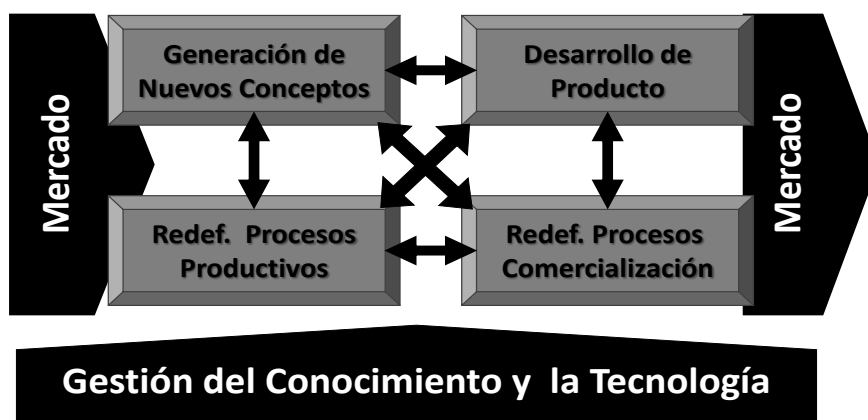 Mercado
Generación de
Nuevos Conceptos
Desarrollo de
Producto
Redef. Procesos
Productivos
Redef. Procesos
Comercialización
Mercado
Gestión del Conocimiento y la Tecnología